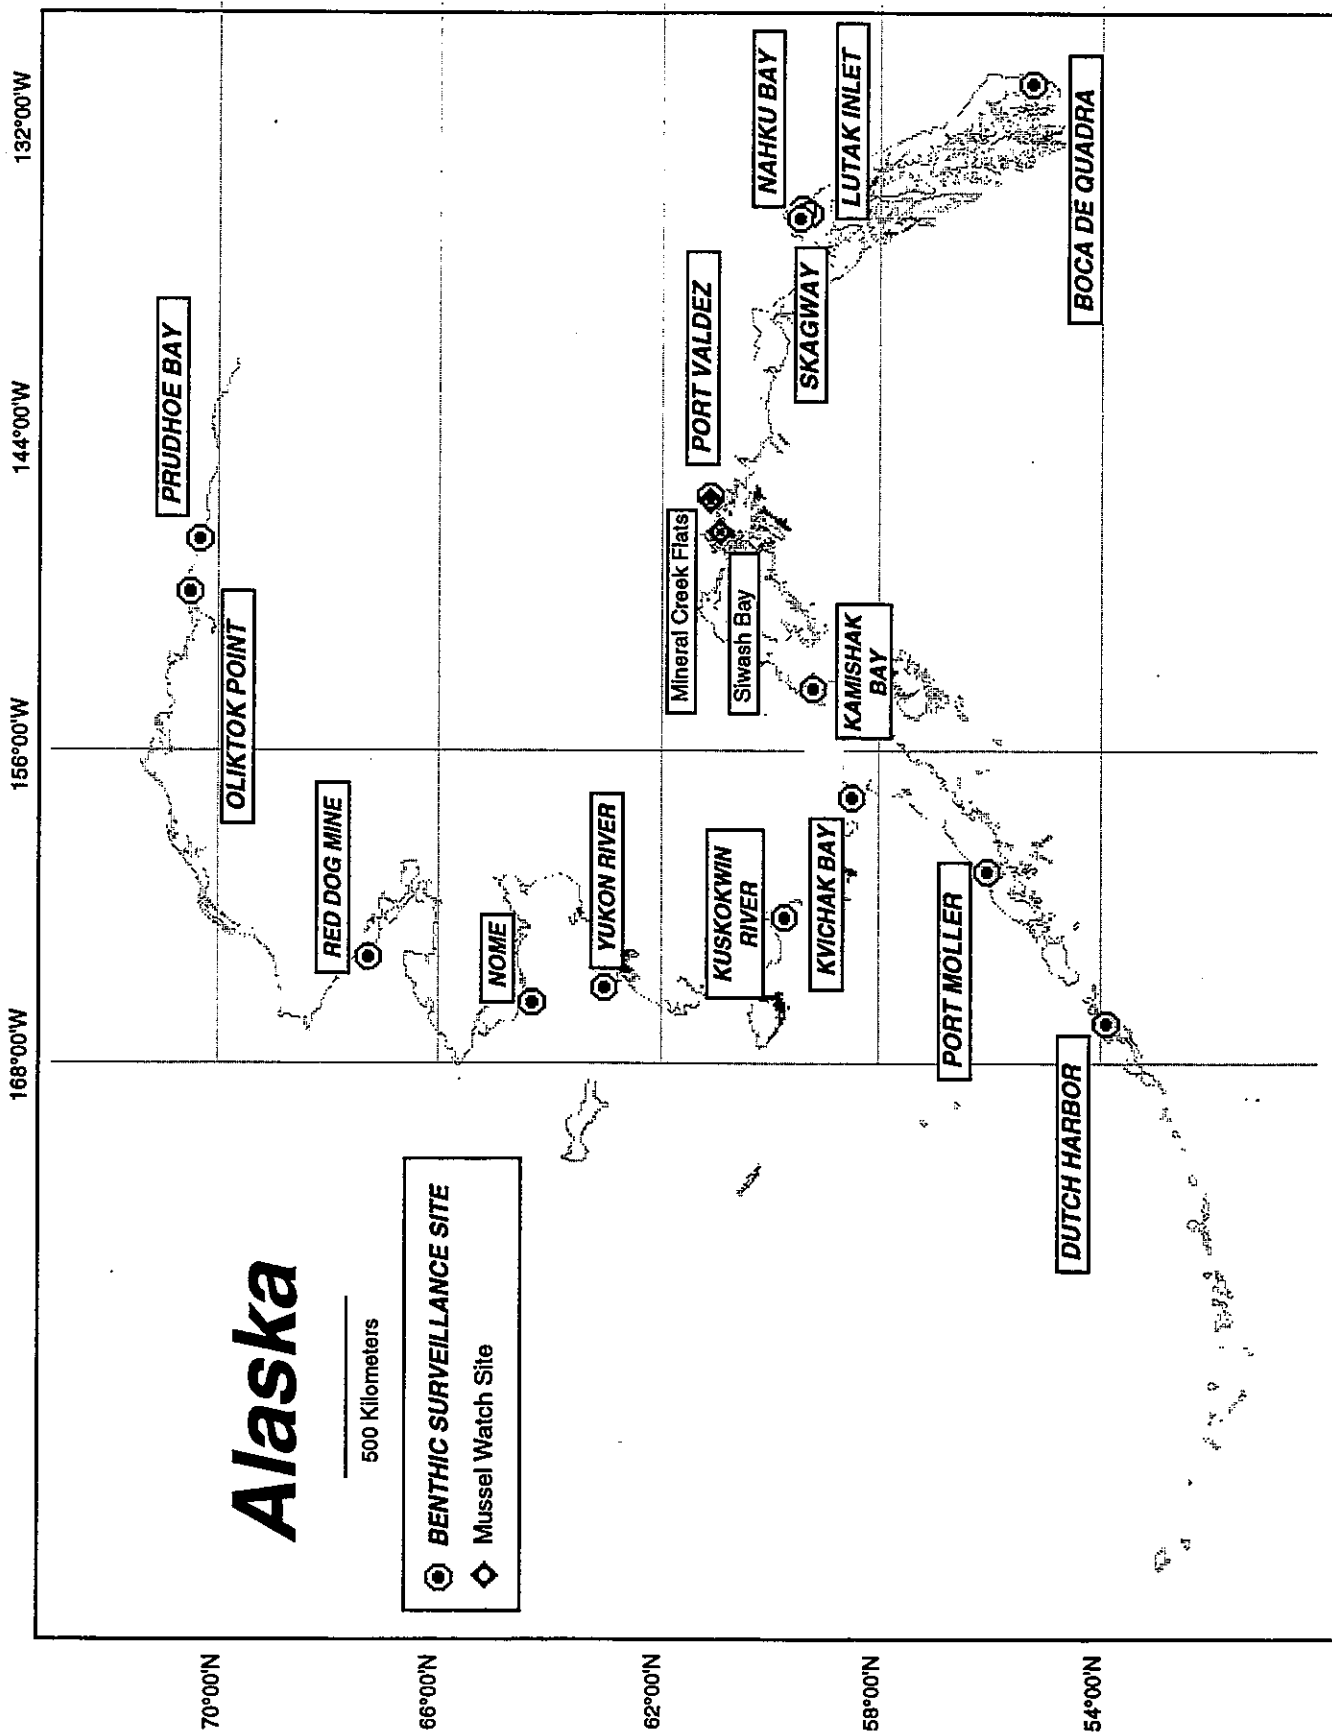 Alaska
500 Kilometers
BENTHIC SURVEILLANCE SITE
Mussel Watch Site
168°00'W
156°00'W
144°00'W
132°00'W
70°00'N
66°00'N
62°00'N
58°00'N
54°00'N
PRUDHOE BAY
OLIKTOK POINT
RED DOG MINE
NOME
YUKON RIVER
KUSKOKWIN
RIVER
KVICHAK BAY
PORT MOLLER
DUTCH HARBOR
KAMISHAK
BAY
Mineral Creek Flats
Siwash Bay
PORT VALDEZ
SKAGWAY
NAHKU BAY
LUTAK INLET
BOCA DE QUADRA